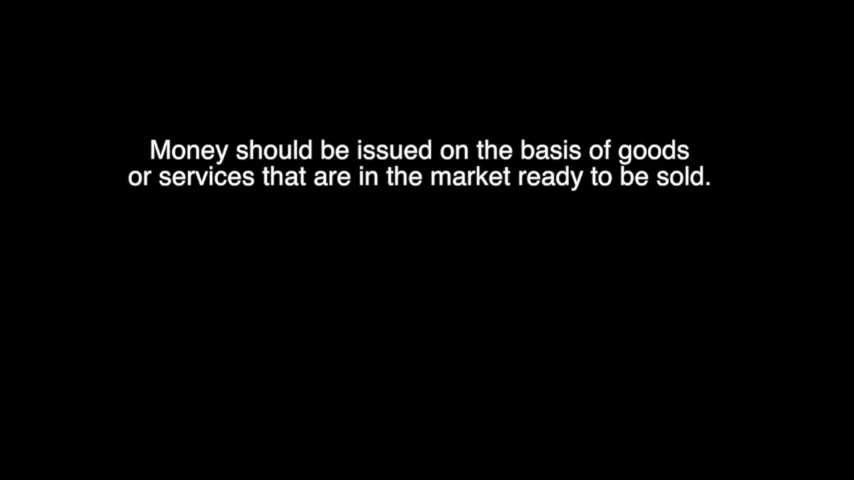 Money should be issued on the basis of goods
or services that are in the market ready to be sold.